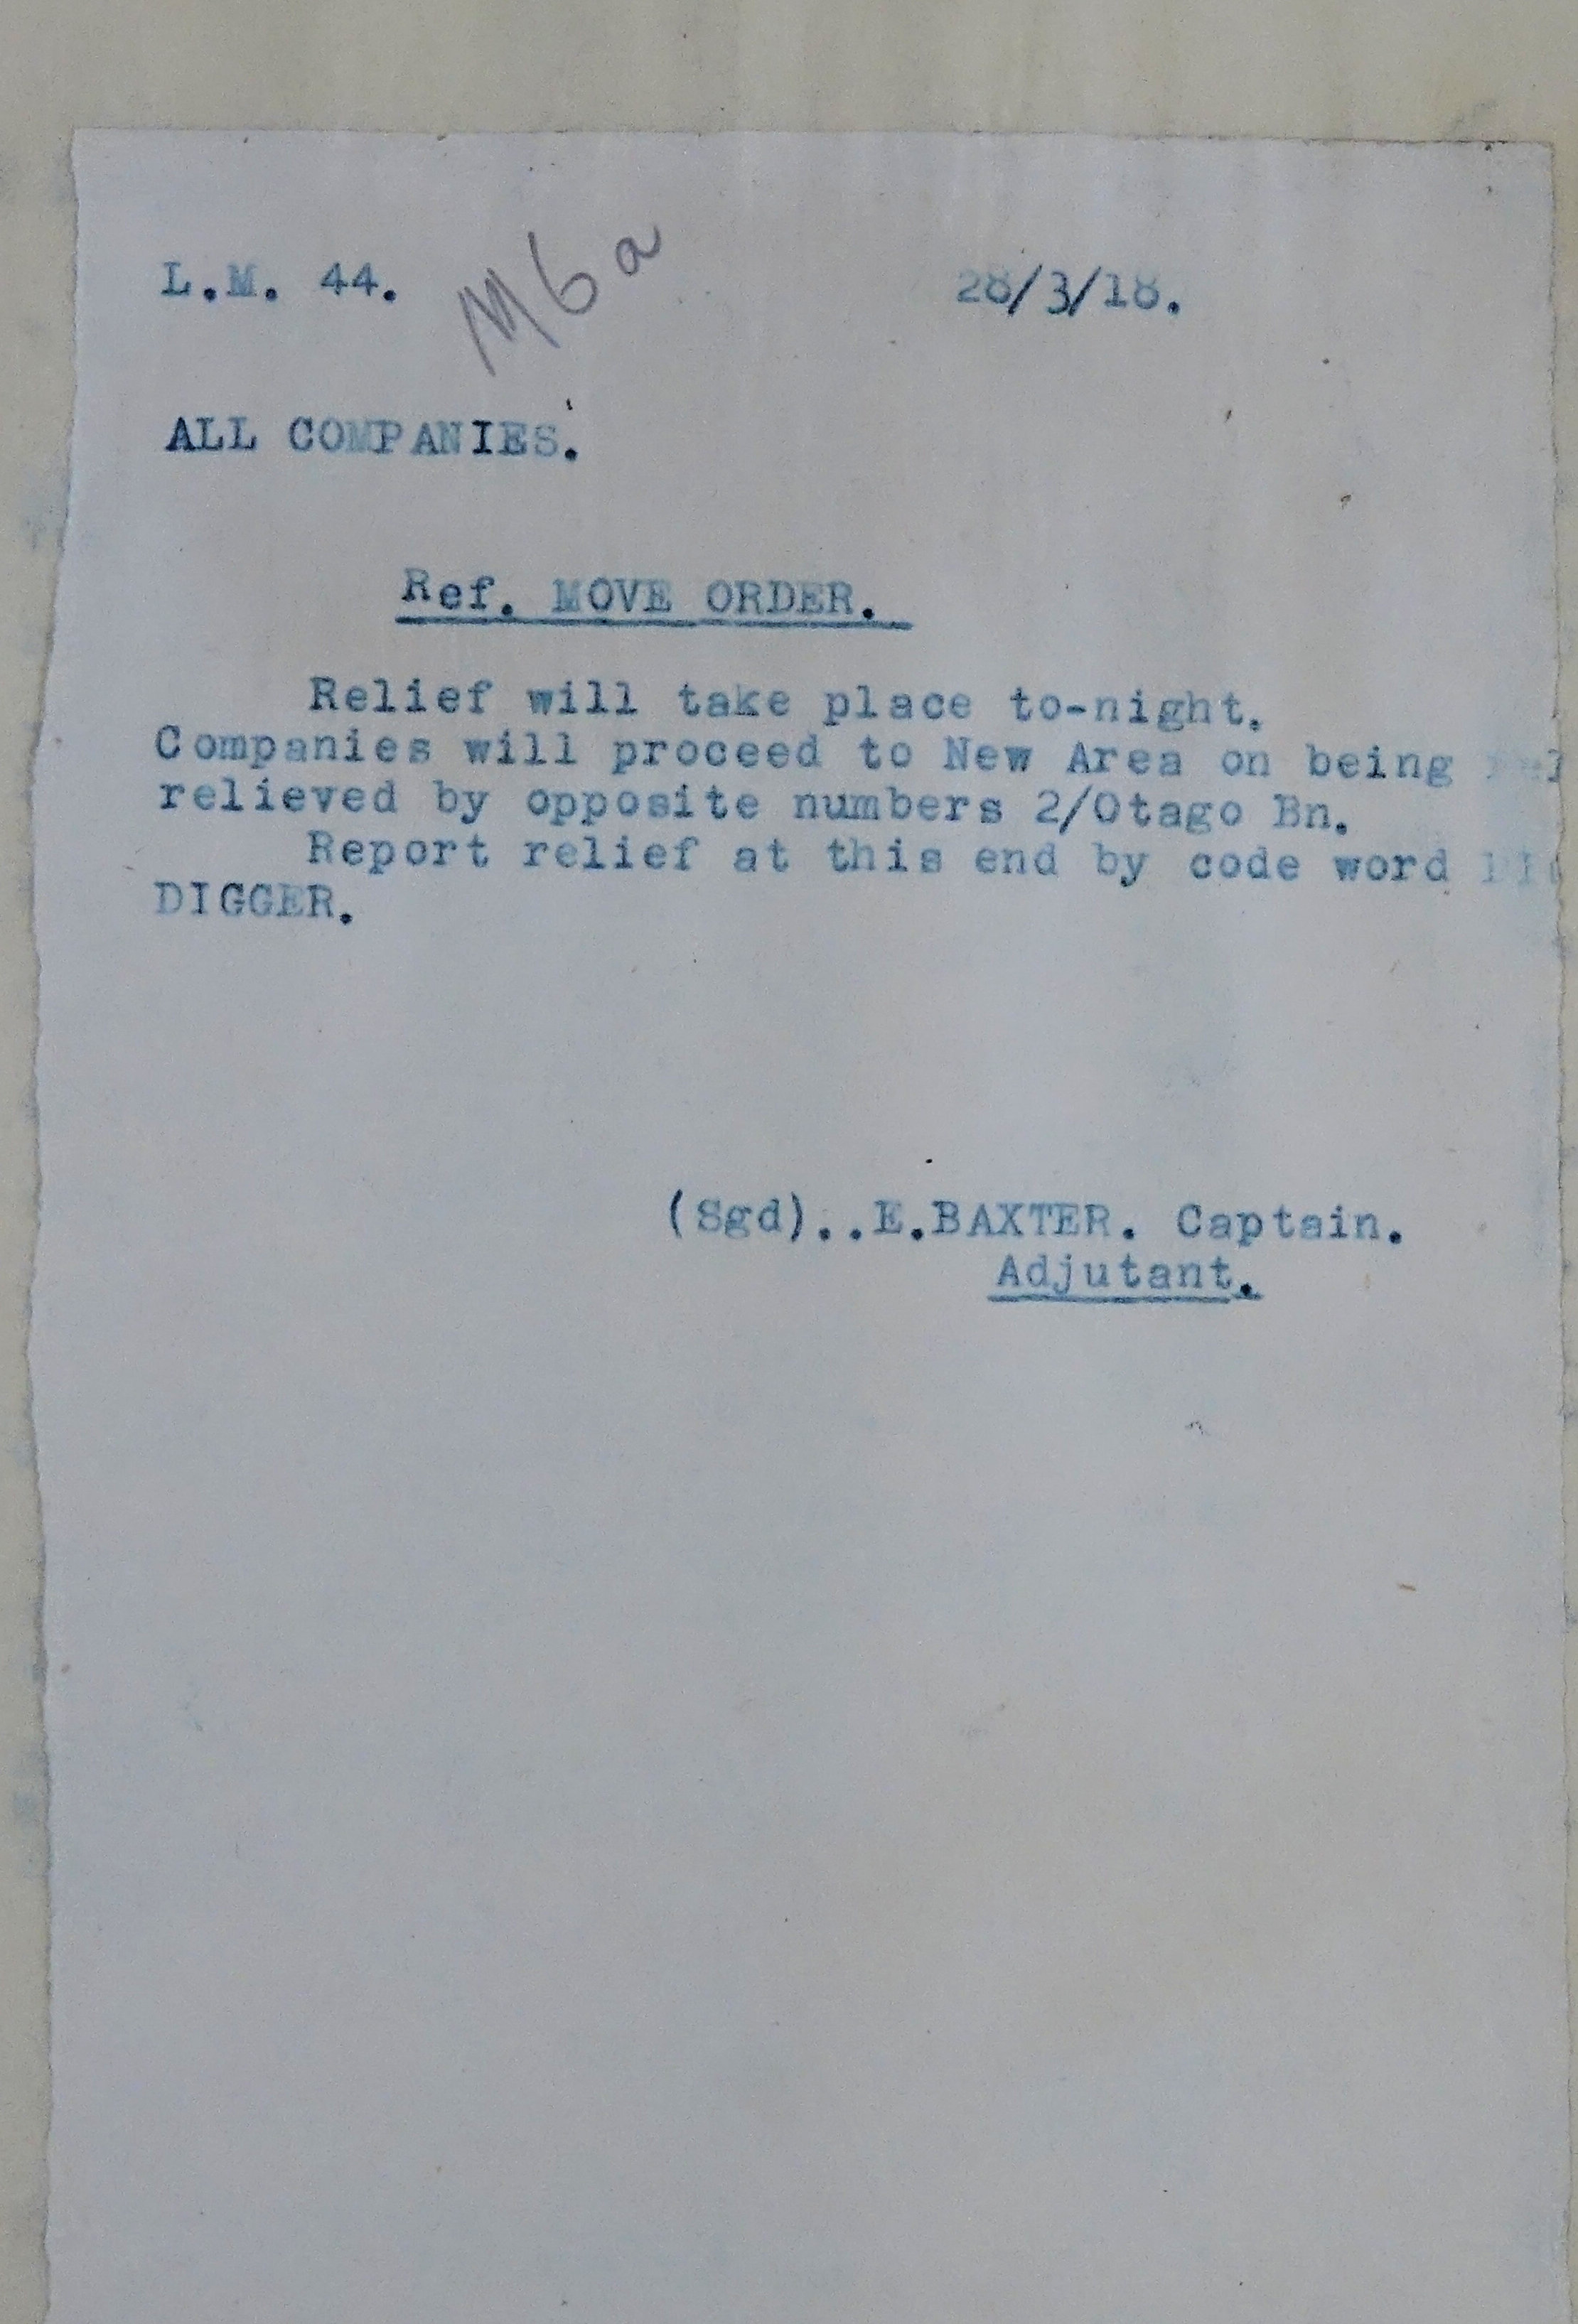 L.M. 44.
M6a
28/3/18.
ALL COMPANIES.
Ref. MOVE ORDER.
Relief will take place to-night.
Companies will proceed to New Area on being
relieved by opposite numbers 2/Otago Bn.
Report relief at this end by code word
DIGGER.
(Sgd)..E.BAXTER. Captain.
Adjutant.